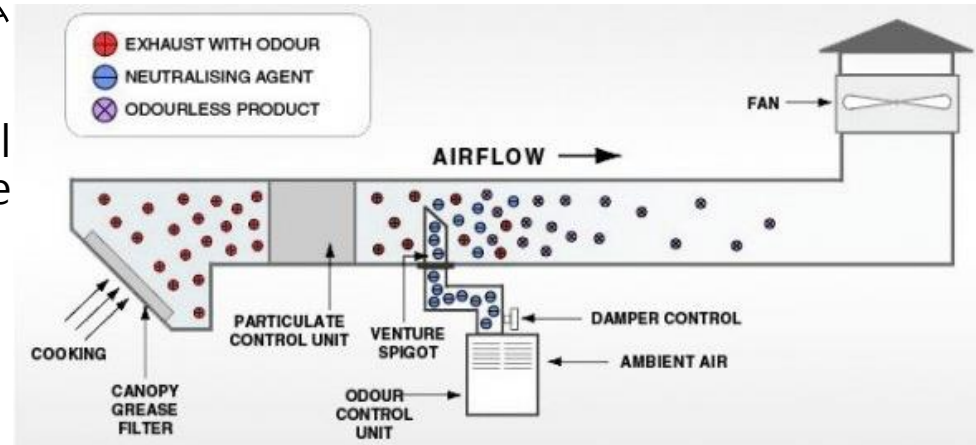 EXHAUST WITH ODOUR
NEUTRALISING AGENT
ODOURLESS PRODUCT
FAN
AIRFLOW
COOKING
CANOPY
GREASE
FILTER
PARTICULATE
CONTROL UNIT
VENTURE
SPIGOT
ODOUR
CONTROL
UNIT
DAMPER CONTROL
AMBIENT AIR